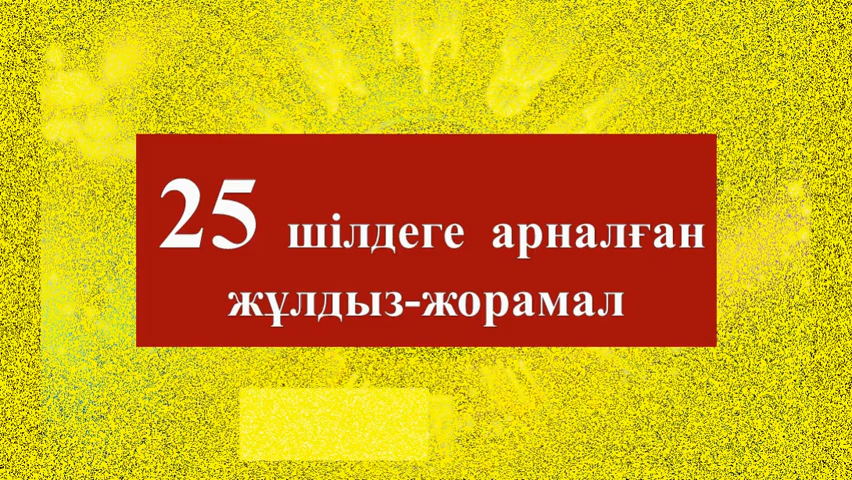 25 шілдеге арналған
жұлдыз-жорамал